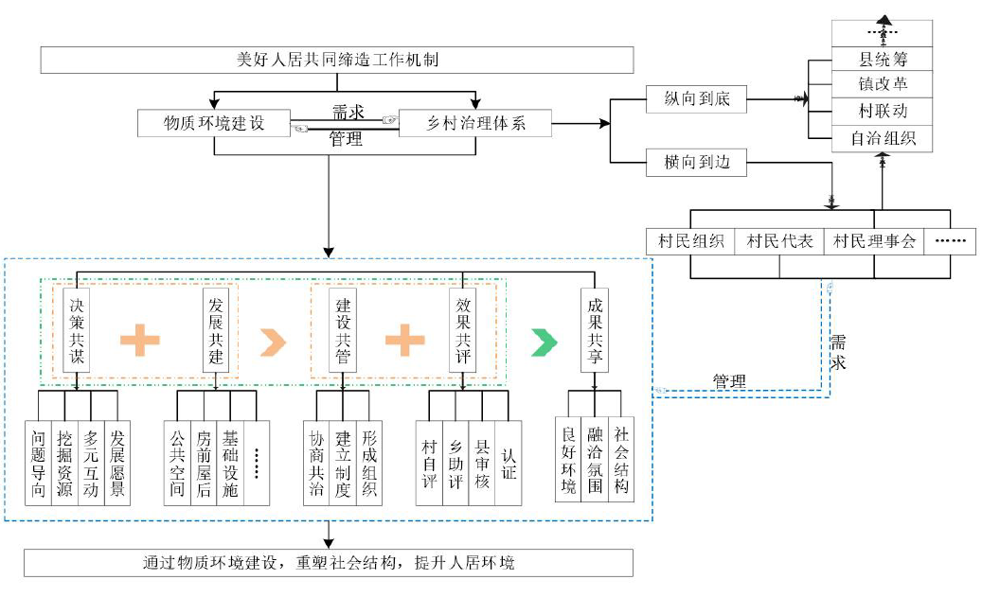 美好人居共同缔造工作机制
物质环境建设
需求
管理
乡村治理体系
纵向到底
横向到边
……
县统筹
镇改革
村联动
自治组织
村民组织
村民代表
村民理事会
……
需求
管理
决策共谋
发展共建
建设共管
效果共评
成果共享
问题导向
挖掘资源
多元互动
发展愿景
公共空间
房前屋后
基础设施
……
协商共治
建立制度
形成组织
村自评
乡助评
县审核
认证
良好环境
融洽氛围
社会结构
通过物质环境建设，重塑社会结构，提升人居环境